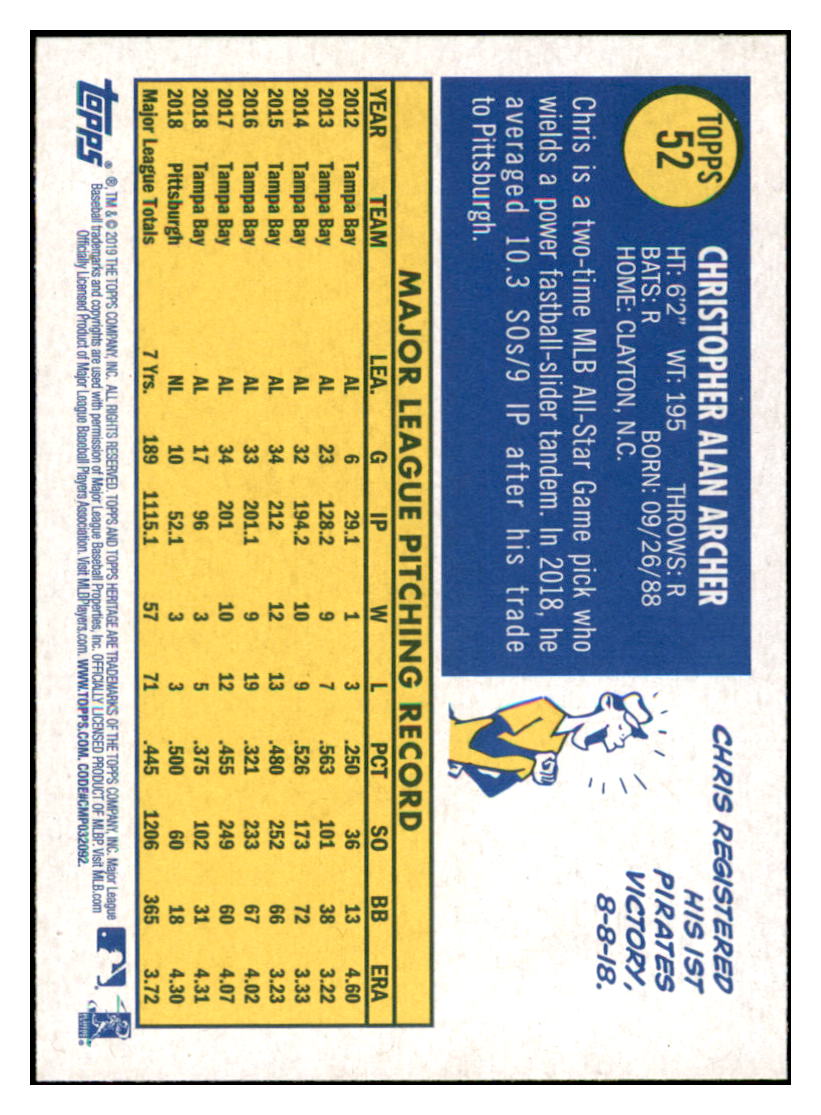 TOPPS
52
CHRISTOPHER ALAN ARCHER
HT: 6'2" WT: 195 THROWS: R
BATS: R BORN: 09/26/88
HOME: CLAYTON, N.C.
Chris is a two-time MLB All-Star Game pick who
wields a power fastball-slider tandem. In 2018, he
averaged 10.3 SOs/9 IP after his trade
to Pittsburgh.
CHRIS REGISTERED
HIS 1ST
PIRATES
VICTORY,
8-8-18.
MAJOR LEAGUE PITCHING RECORD
YEAR TEAM LEA. G IP W L PCT SO BB ERA
2012 Tampa Bay AL 6 29.1 1 3 .250 36 13 4.60
2013 Tampa Bay AL 23 128.2 9 7 .563 101 38 3.22
2014 Tampa Bay AL 32 194.2 10 9 .526 173 72 3.33
2015 Tampa Bay AL 34 212 12 13 .480 252 66 3.23
2016 Tampa Bay AL 33 201.1 9 19 .321 233 67 4.02
2017 Tampa Bay AL 34 201 10 12 .455 249 60 4.07
2018 Tampa Bay AL 17 96 3 5 .375 102 31 4.31
2018 Pittsburgh NL 10 52.1 3 3 .500 60 18 4.30
Major League Totals 7 Yrs. 189 1115.1 57 71 .445 1206 365 3.72
topps®
® TM & © 2019 THE TOPPS COMPANY, INC. ALL RIGHTS RESERVED. TOPPS AND TOPPS HERITAGE ARE TRADEMARKS OF THE TOPPS COMPANY, INC. Major League
Baseball trademarks and copyrights are used with permission of Major League Baseball Properties, Inc. OFFICIALLY LICENSED PRODUCT OF MLBP. Visit MLB.com
Officially Licensed Product of Major League Baseball Players Association. Visit MLBPlayers.com. WWW.TOPPS.COM. CODE#CMP032092.